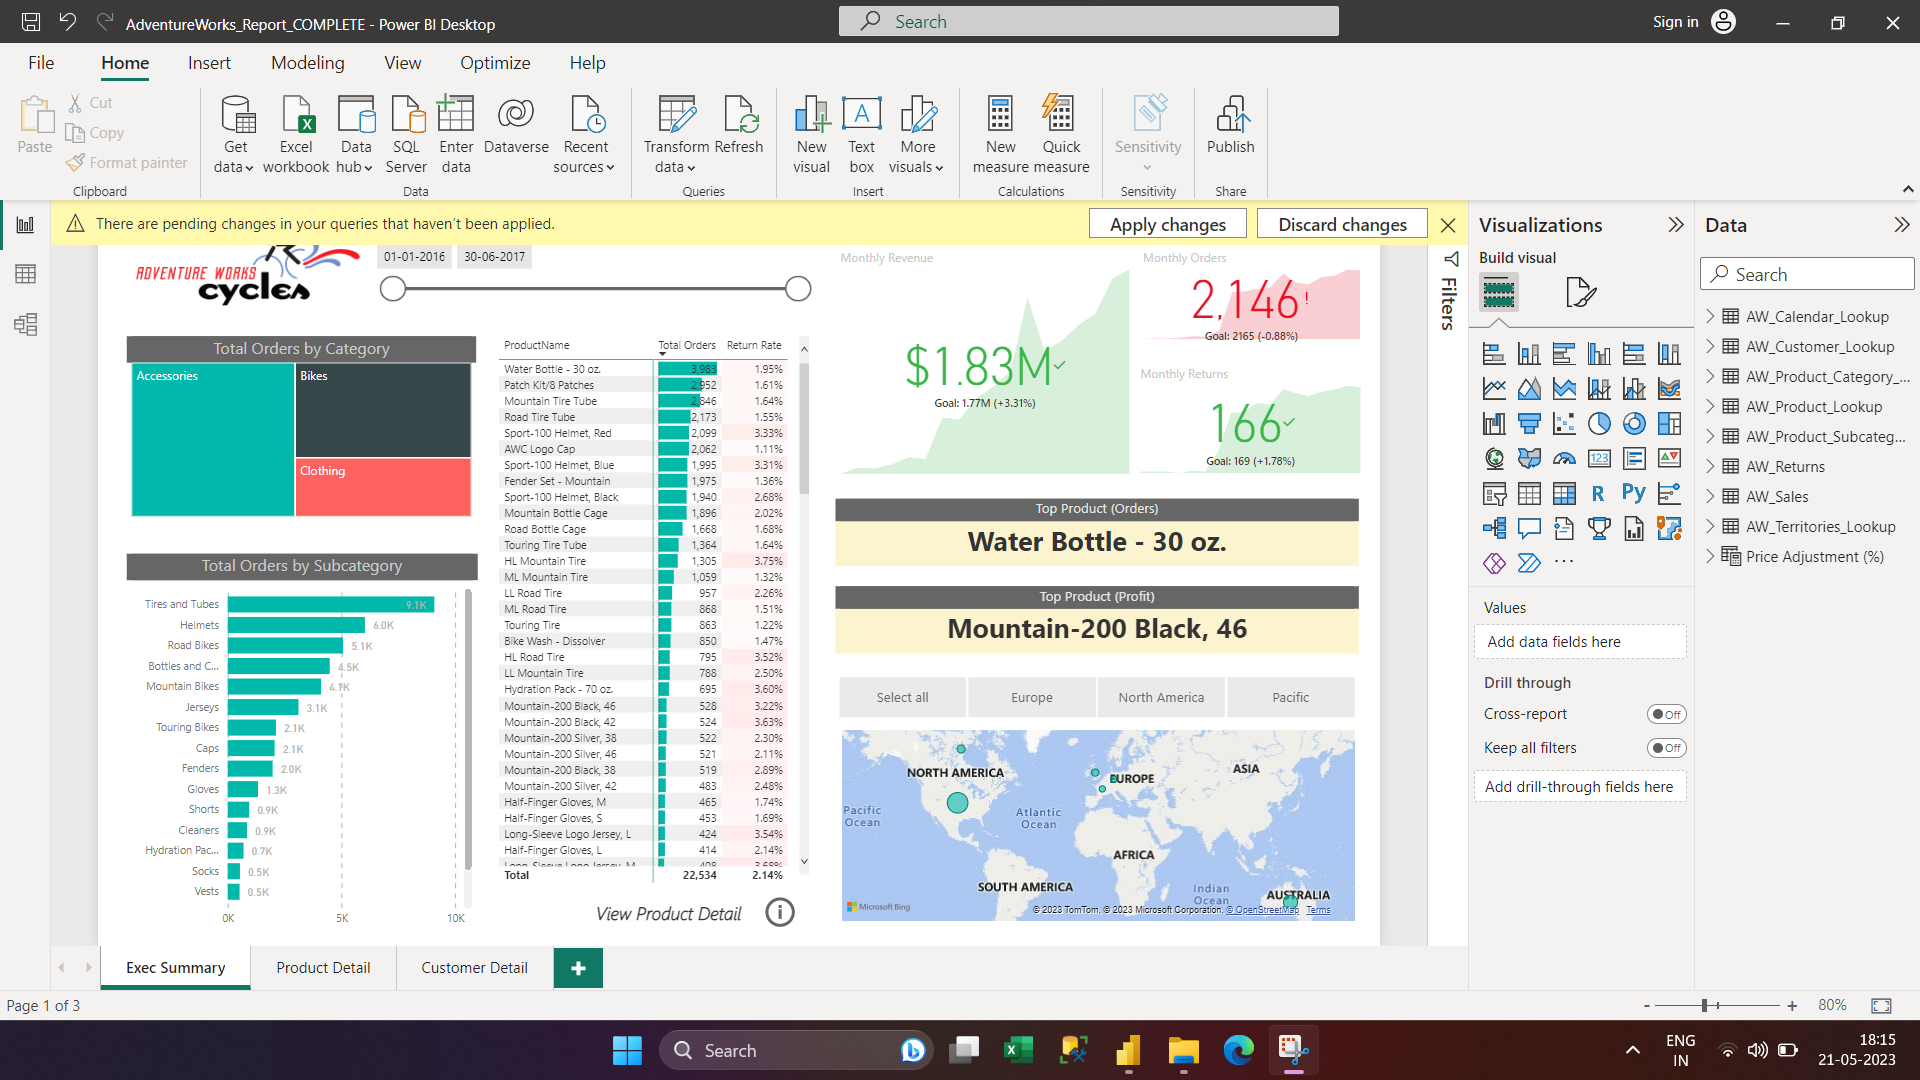 AdventureWorks_Report_COMPLETE - Power BI Desktop
Search
Sign in
File Home Insert Modeling View Optimize Help
Paste
Cut
Copy
Format painter
Clipboard
Get data
Excel workbook
Data hub
SQL Server
Enter data
Dataverse
Recent sources
Data
Transform data
Refresh
Queries
New visual
Text box
More visuals
Insert
New measure
Quick measure
Calculations
Sensitivity
Sensitivity
Publish
Share
There are pending changes in your queries that haven't been applied.
Apply changes
Discard changes
ADVENTURE WORKS
cycles
01-01-2016 30-06-2017
Total Orders by Category
Accessories
Bikes
Clothing
Total Orders by Subcategory
Tires and Tubes 9.1K
Helmets 6.0K
Road Bikes 5.1K
Bottles and C... 4.5K
Mountain Bikes 4.1K
Jerseys 3.1K
Touring Bikes 2.1K
Caps 2.1K
Fenders 2.0K
Gloves 1.3K
Shorts 0.9K
Cleaners 0.9K
Hydration Pac... 0.7K
Socks 0.5K
Vests 0.5K
0K 5K 10K
ProductName Total Orders Return Rate
Water Bottle - 30 oz. 3,983 1.95%
Patch Kit/8 Patches 2,952 1.61%
Mountain Tire Tube 2,846 1.64%
Road Tire Tube 2,173 1.55%
Sport-100 Helmet, Red 2,099 3.33%
AWC Logo Cap 2,062 1.11%
Sport-100 Helmet, Blue 1,995 3.31%
Fender Set - Mountain 1,975 1.36%
Sport-100 Helmet, Black 1,940 2.68%
Mountain Bottle Cage 1,896 2.02%
Road Bottle Cage 1,668 1.68%
Touring Tire Tube 1,364 1.64%
HL Mountain Tire 1,305 3.75%
ML Mountain Tire 1,059 1.32%
LL Road Tire 957 2.26%
ML Road Tire 868 1.51%
Touring Tire 863 1.22%
Bike Wash - Dissolver 850 1.47%
HL Road Tire 795 3.52%
LL Mountain Tire 788 2.50%
Hydration Pack - 70 oz. 695 3.60%
Mountain-200 Black, 46 528 3.22%
Mountain-200 Black, 42 524 3.63%
Mountain-200 Silver, 38 522 2.30%
Mountain-200 Silver, 46 521 2.11%
Mountain-200 Black, 38 519 2.89%
Mountain-200 Silver, 42 483 2.48%
Half-Finger Gloves, M 465 1.74%
Half-Finger Gloves, S 453 1.69%
Long-Sleeve Logo Jersey, L 424 3.54%
Half-Finger Gloves, L 414 2.14%
Long-Sleeve Logo Jersey, M 408 3.68%
Total 22,534 2.14%
View Product Detail
Monthly Revenue
$1.83M
Goal: 1.77M (+3.31%)
Monthly Orders
2,146!
Goal: 2165 (-0.88%)
Monthly Returns
166
Goal: 169 (+1.78%)
Top Product (Orders)
Water Bottle - 30 oz.
Top Product (Profit)
Mountain-200 Black, 46
Select all Europe North America Pacific
NORTH AMERICA
EUROPE
ASIA
Pacific Ocean
Atlantic Ocean
AFRICA
SOUTH AMERICA
Indian Ocean
AUSTRALIA
Microsoft Bing
© 2023 TomTom, © 2023 Microsoft Corporation, © OpenStreetMap Terms
Filters
Visualizations
Build visual
123
R
Py
Values
Add data fields here
Drill through
Cross-report Off
Keep all filters Off
Add drill-through fields here
Data
Search
AW_Calendar_Lookup
AW_Customer_Lookup
AW_Product_Category_...
AW_Product_Lookup
AW_Product_Subcateg...
AW_Returns
AW_Sales
AW_Territories_Lookup
Price Adjustment (%)
Exec Summary Product Detail Customer Detail
Page 1 of 3
- + 80%
Search
ENG
IN
18:15
21-05-2023